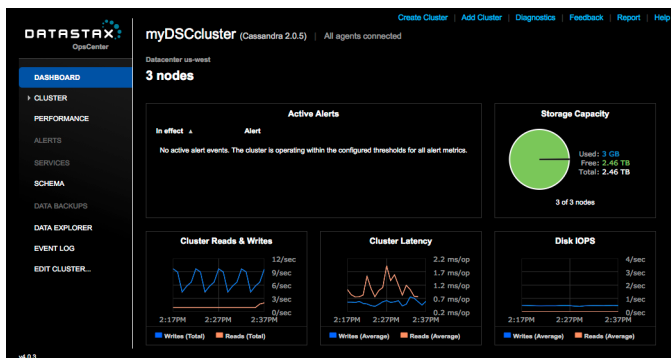 Create Cluster | Add Cluster | Diagnostics | Feedback | Report | Help
DATASTAX
OpsCenter
myDSCcluster (Cassandra 2.0.5) | All agents connected
Datacenter us-west
3 nodes
DASHBOARD
CLUSTER
PERFORMANCE
ALERTS
SERVICES
SCHEMA
DATA BACKUPS
DATA EXPLORER
EVENT LOG
EDIT CLUSTER...
v4.0.3
Active Alerts
In effect ▲ Alert
No active alert events. The cluster is operating within the configured thresholds for all alert metrics.
Storage Capacity
Used: 3 GB
Free: 2.46 TB
Total: 2.46 TB
3 of 3 nodes
Cluster Reads & Writes
12/sec
9/sec
6/sec
3/sec
0/sec
2:17PM 2:27PM 2:37PM
Writes (Total) Reads (Total)
Cluster Latency
2.2 ms/op
1.7 ms/op
1.2 ms/op
0.7 ms/op
0.2 ms/op
2:17PM 2:27PM 2:37PM
Writes (Average) Reads (Average)
Disk IOPS
4/sec
3/sec
2/sec
1/sec
0/sec
2:17PM 2:27PM 2:37PM
Writes (Average) Reads (Average)